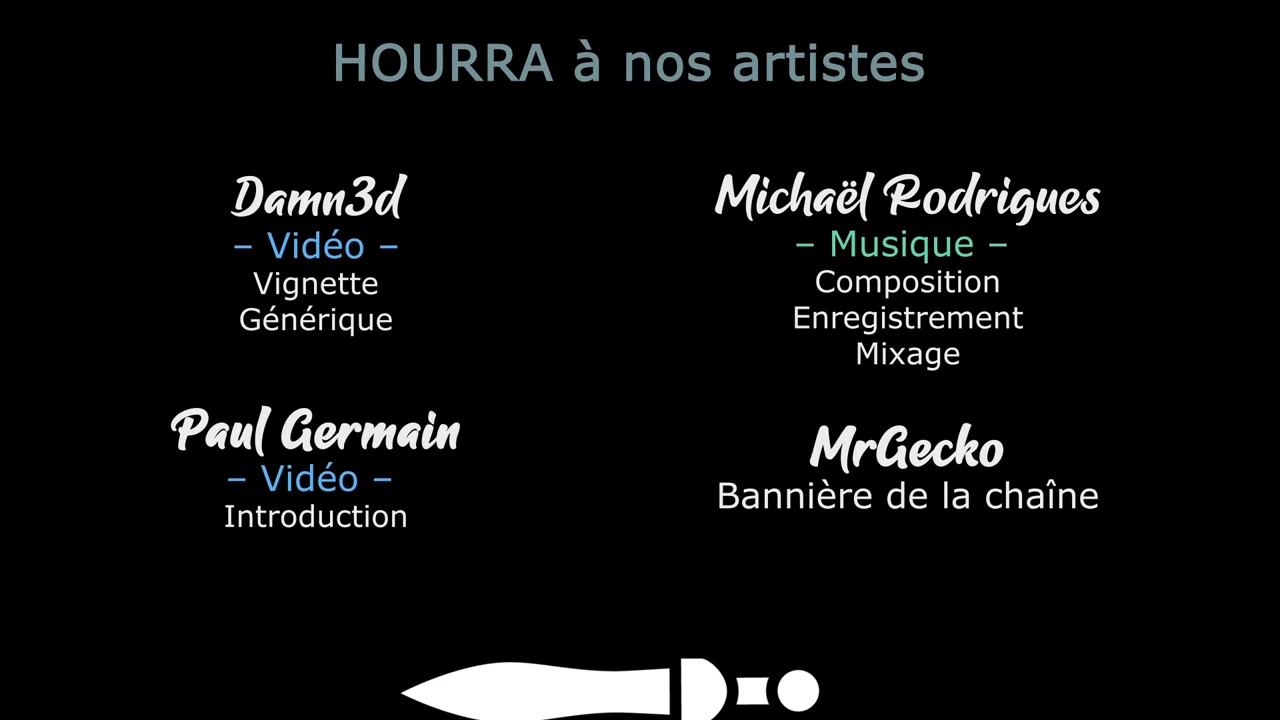 HOURRA à nos artistes
Damn3d
– Vidéo –
Vignette
Générique
Michaël Rodrigues
– Musique –
Composition
Enregistrement
Mixage
Paul Germain
– Vidéo –
Introduction
MrGecko
Bannière de la chaîne